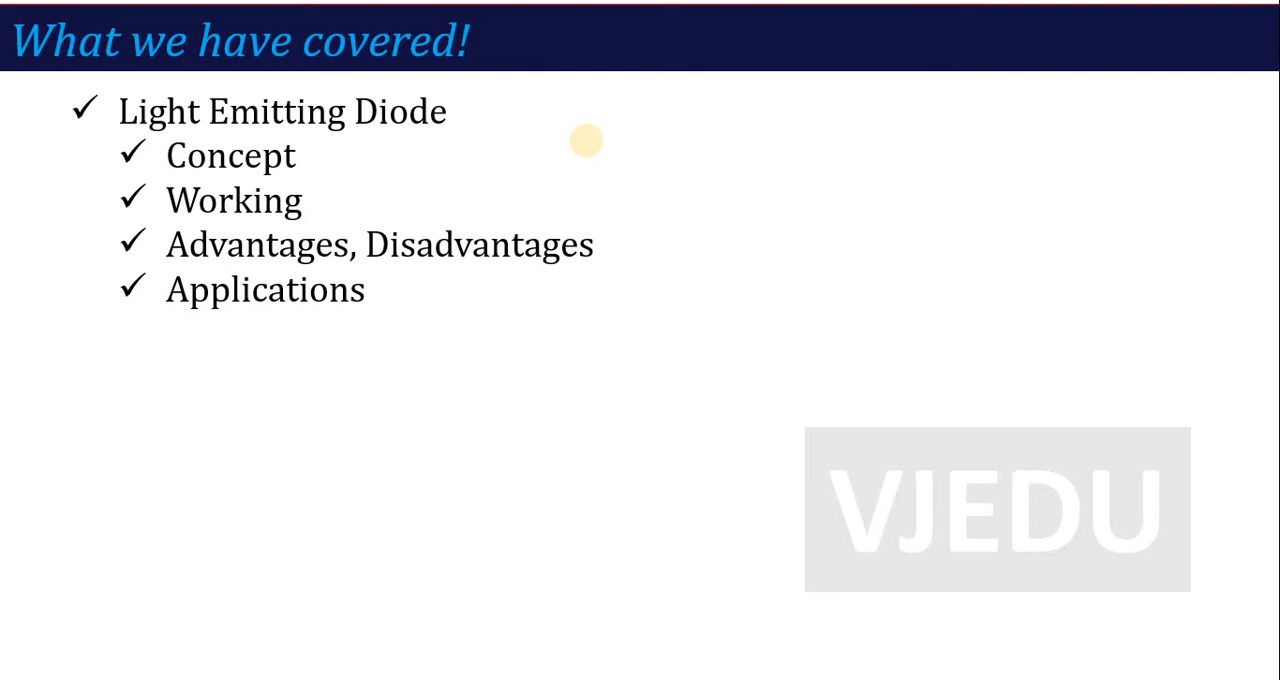 What we have covered!
✓ Light Emitting Diode
✓ Concept
✓ Working
✓ Advantages, Disadvantages
✓ Applications
VJEDU